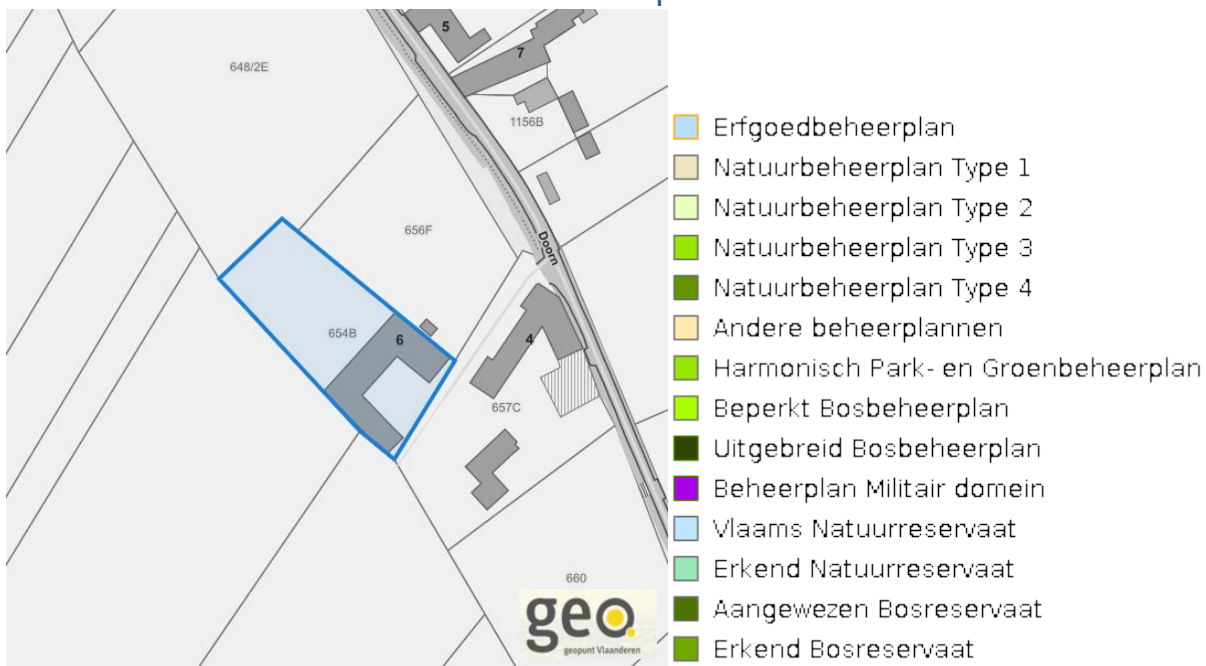 5
7
648/2E
1156B
656F
Doorn
654B
6
4
657C
660
geo.
geopunt Vlaanderen
Erfgoedbeheerplan
Natuurbeheerplan Type 1
Natuurbeheerplan Type 2
Natuurbeheerplan Type 3
Natuurbeheerplan Type 4
Andere beheerplannen
Harmonisch Park- en Groenbeheerplan
Beperkt Bosbeheerplan
Uitgebreid Bosbeheerplan
Beheerplan Militair domein
Vlaams Natuurreservaat
Erkend Natuurreservaat
Aangewezen Bosreservaat
Erkend Bosreservaat